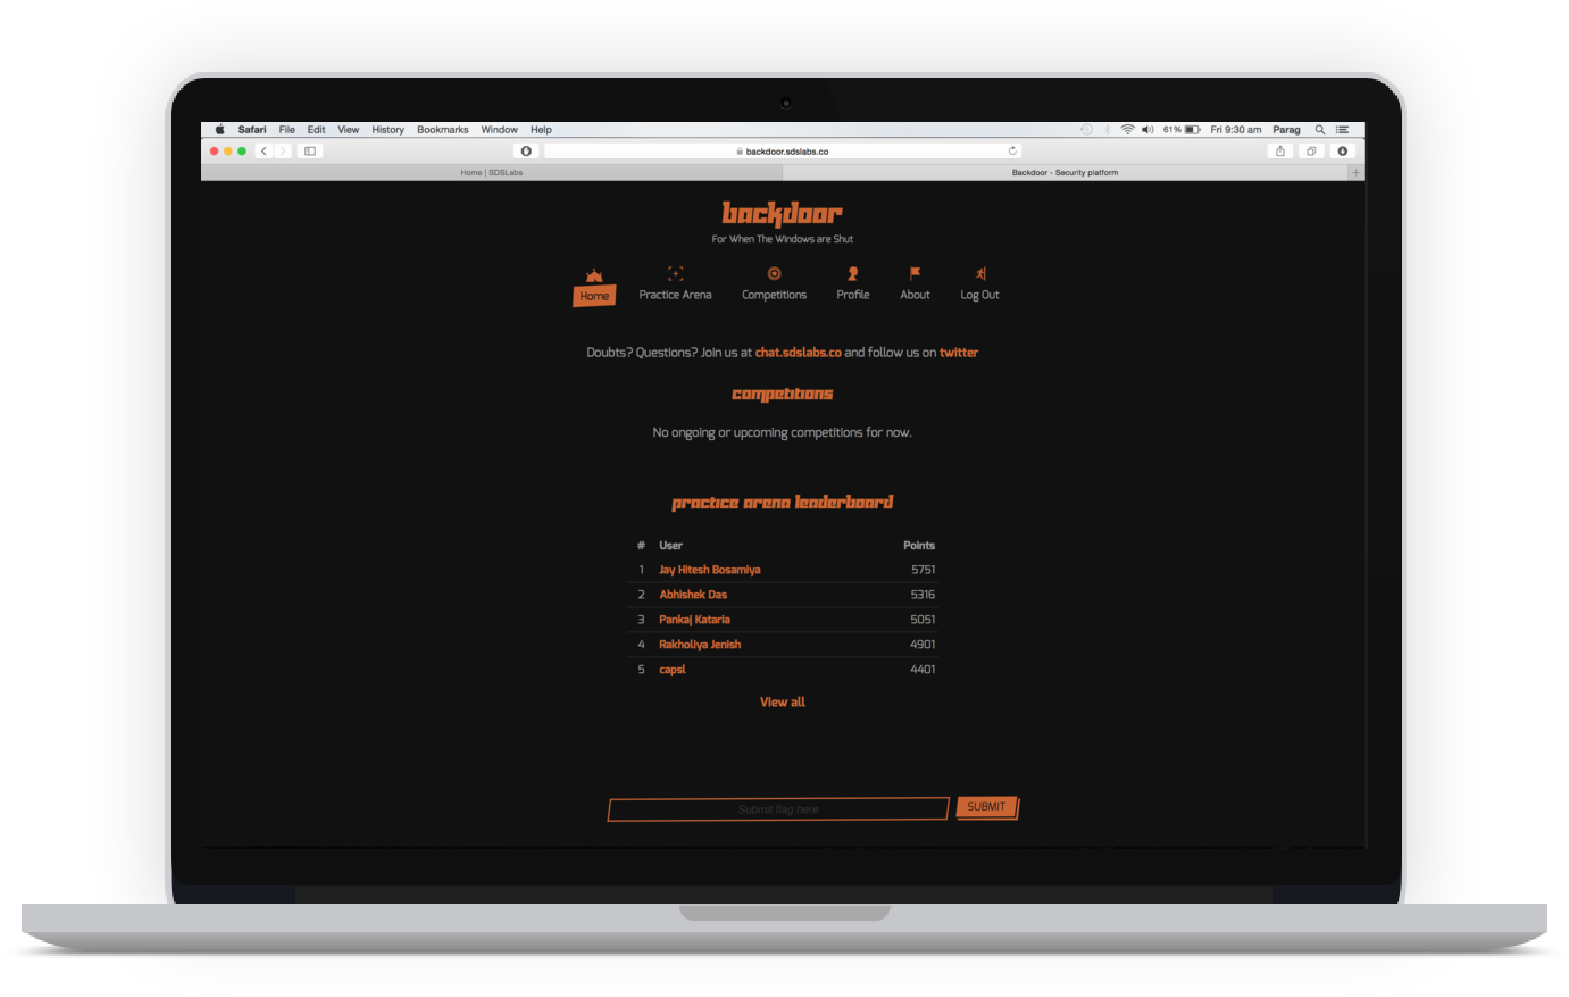 Safari File Edit View History Bookmarks Window Help 61% Fri 9:30 am Parag
backdoor.sdslabs.co
Home | SDSLabs Backdoor - Security platform
backdoor
For When The Windows are Shut
Home Practice Arena Competitions Profile About Log Out
Doubts? Questions? Join us at chat.sdslabs.co and follow us on twitter
competitions
No ongoing or upcoming competitions for now.
practice arena leaderboard
# User Points
1 Jay Hitesh Bosamiya 5751
2 Abhishek Das 5316
3 Pankaj Kataria 5051
4 Rakholiya Jenish 4901
5 capsl 4401
View all
Submit flag here SUBMIT